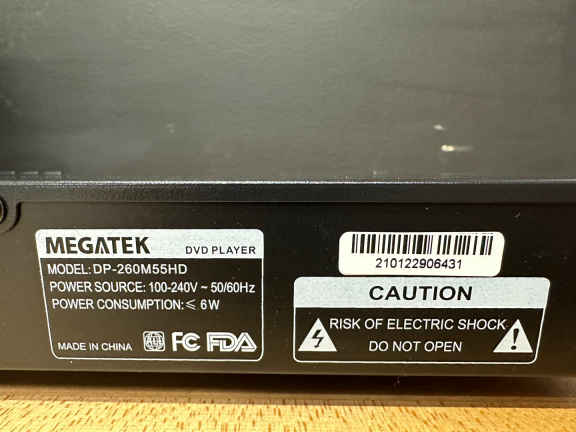 MEGATEK DVD PLAYER
MODEL: DP-260M55HD
POWER SOURCE: 100-240V ~ 50/60Hz
POWER CONSUMPTION: ≤ 6W
MADE IN CHINA FC FDA
210122906431
CAUTION
RISK OF ELECTRIC SHOCK
DO NOT OPEN